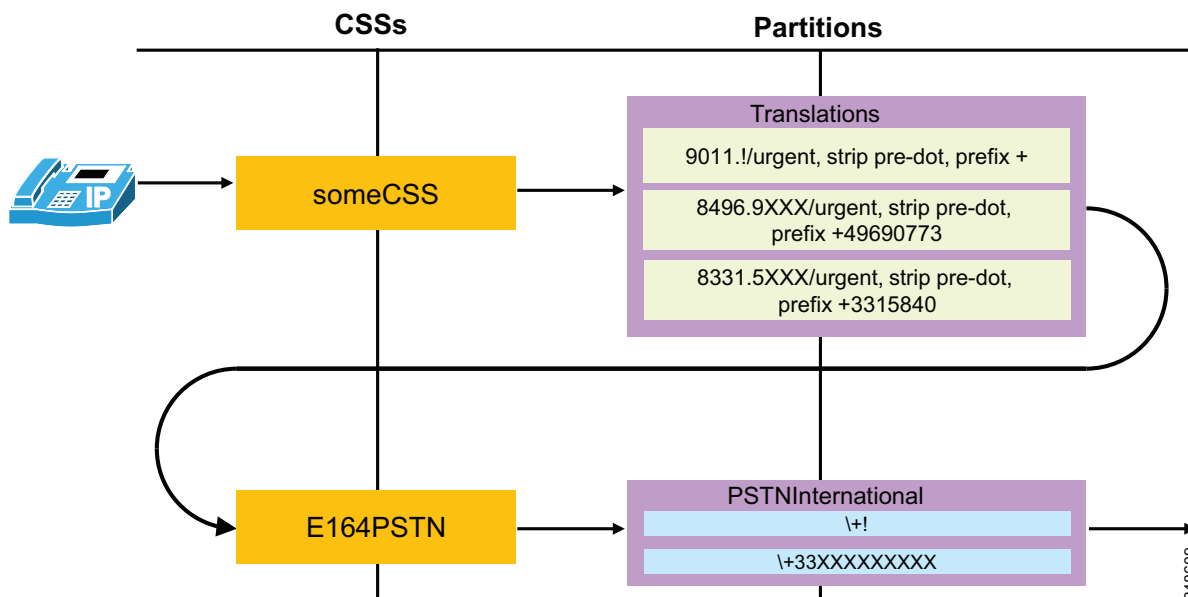 CSSs
Partitions
Translations
9011.!/urgent, strip pre-dot, prefix +
IP
someCSS
8496.9XXX/urgent, strip pre-dot,
prefix +49690773
8331.5XXX/urgent, strip pre-dot,
prefix +3315840
PSTNInternational
E164PSTN
\+!
\+33XXXXXXXXX